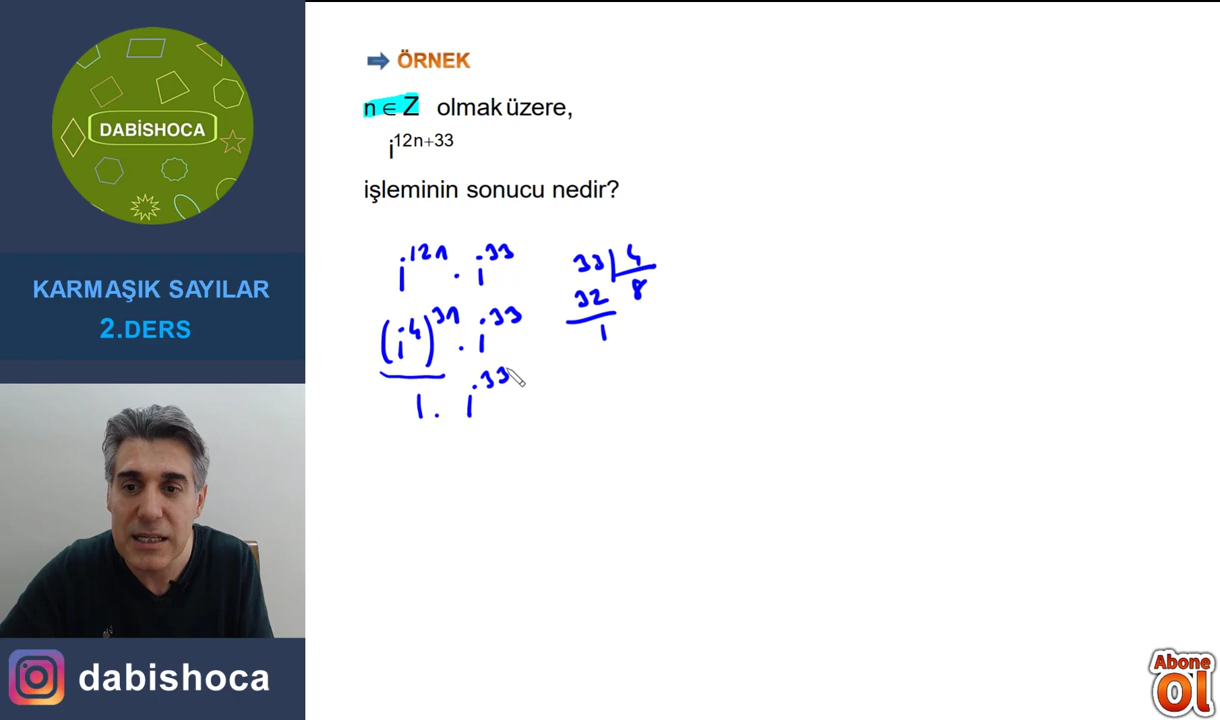 DABİSHOCA
KARMAŞIK SAYILAR
2.DERS
dabishoca
ÖRNEK
n ∈ Z olmak üzere,
i^12n+33
işleminin sonucu nedir?
i^12n . i^33
(i^4)^3n . i^33
1 . i^33
33 | 4
32 8
1
Abone
ol